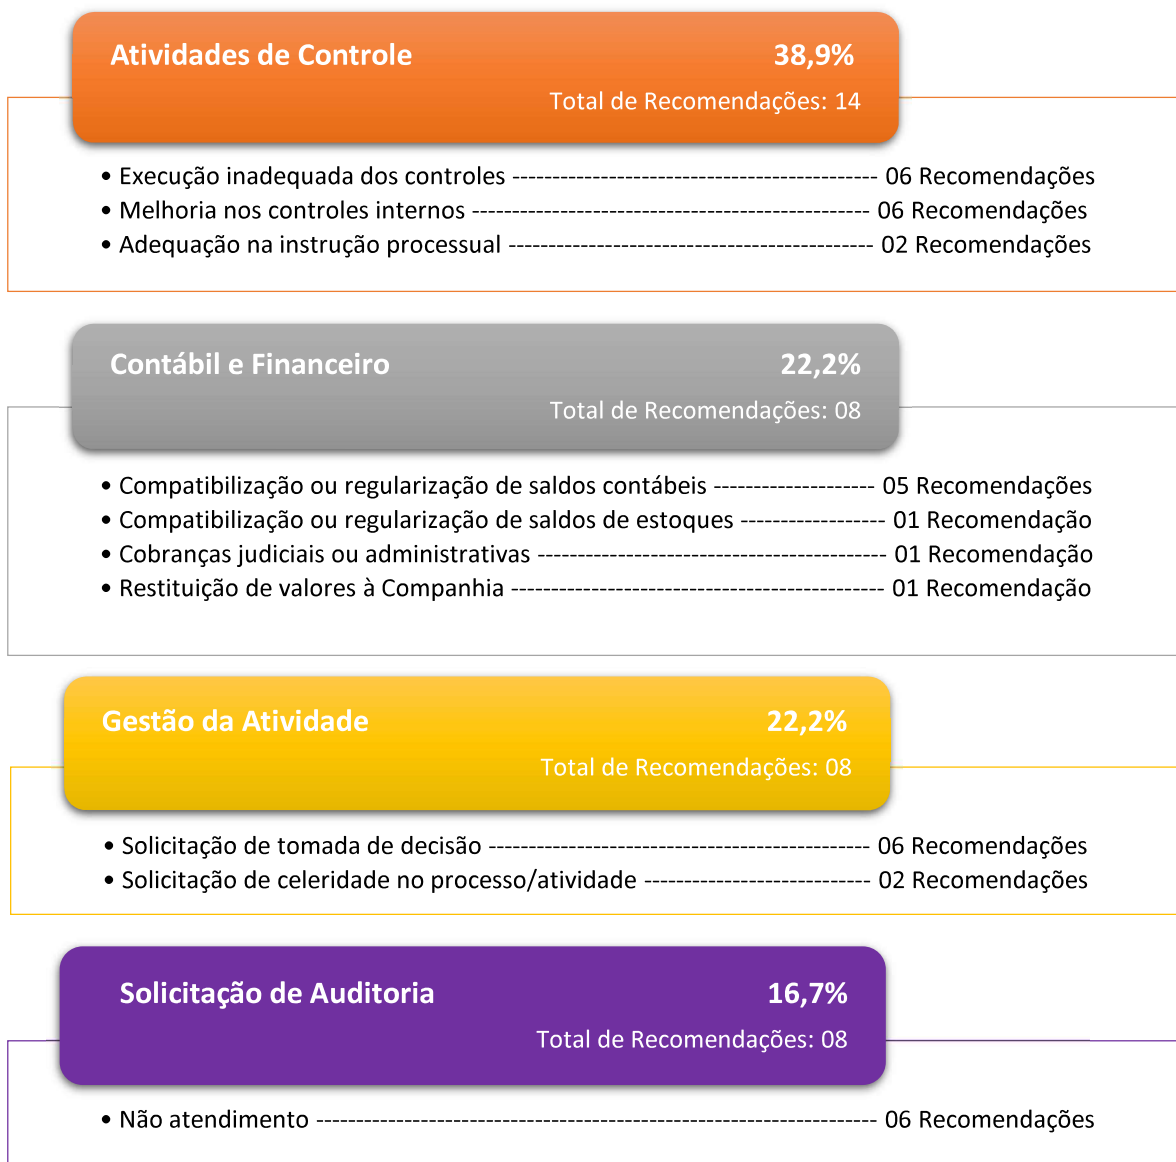 Atividades de Controle 38,9%
Total de Recomendações: 14
• Execução inadequada dos controles ---------------------------------------------- 06 Recomendações
• Melhoria nos controles internos -------------------------------------------------- 06 Recomendações
• Adequação na instrução processual ---------------------------------------------- 02 Recomendações
Contábil e Financeiro 22,2%
Total de Recomendações: 08
• Compatibilização ou regularização de saldos contábeis -------------------- 05 Recomendações
• Compatibilização ou regularização de saldos de estoques ------------------ 01 Recomendação
• Cobranças judiciais ou administrativas -------------------------------------------- 01 Recomendação
• Restituição de valores à Companhia ----------------------------------------------- 01 Recomendação
Gestão da Atividade 22,2%
Total de Recomendações: 08
• Solicitação de tomada de decisão ------------------------------------------------ 06 Recomendações
• Solicitação de celeridade no processo/atividade ---------------------------- 02 Recomendações
Solicitação de Auditoria 16,7%
Total de Recomendações: 08
• Não atendimento ---------------------------------------------------------------------- 06 Recomendações